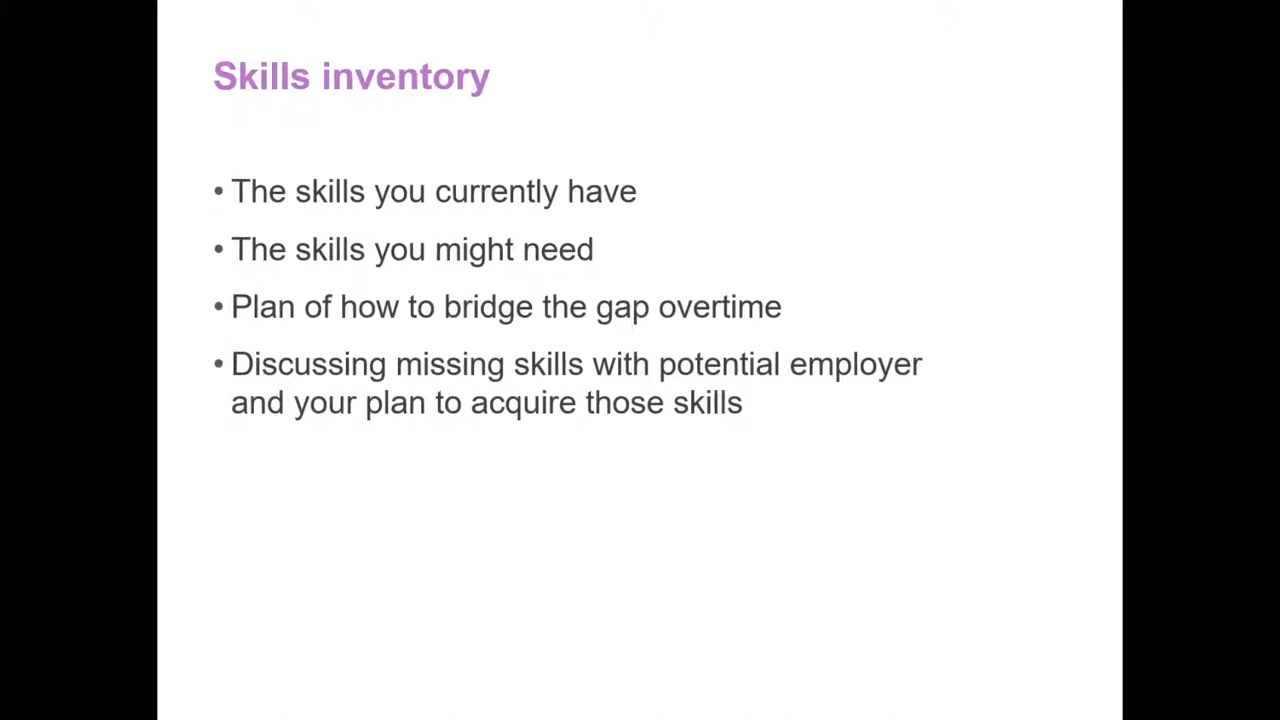 Skills inventory
• The skills you currently have
• The skills you might need
• Plan of how to bridge the gap overtime
• Discussing missing skills with potential employer
and your plan to acquire those skills